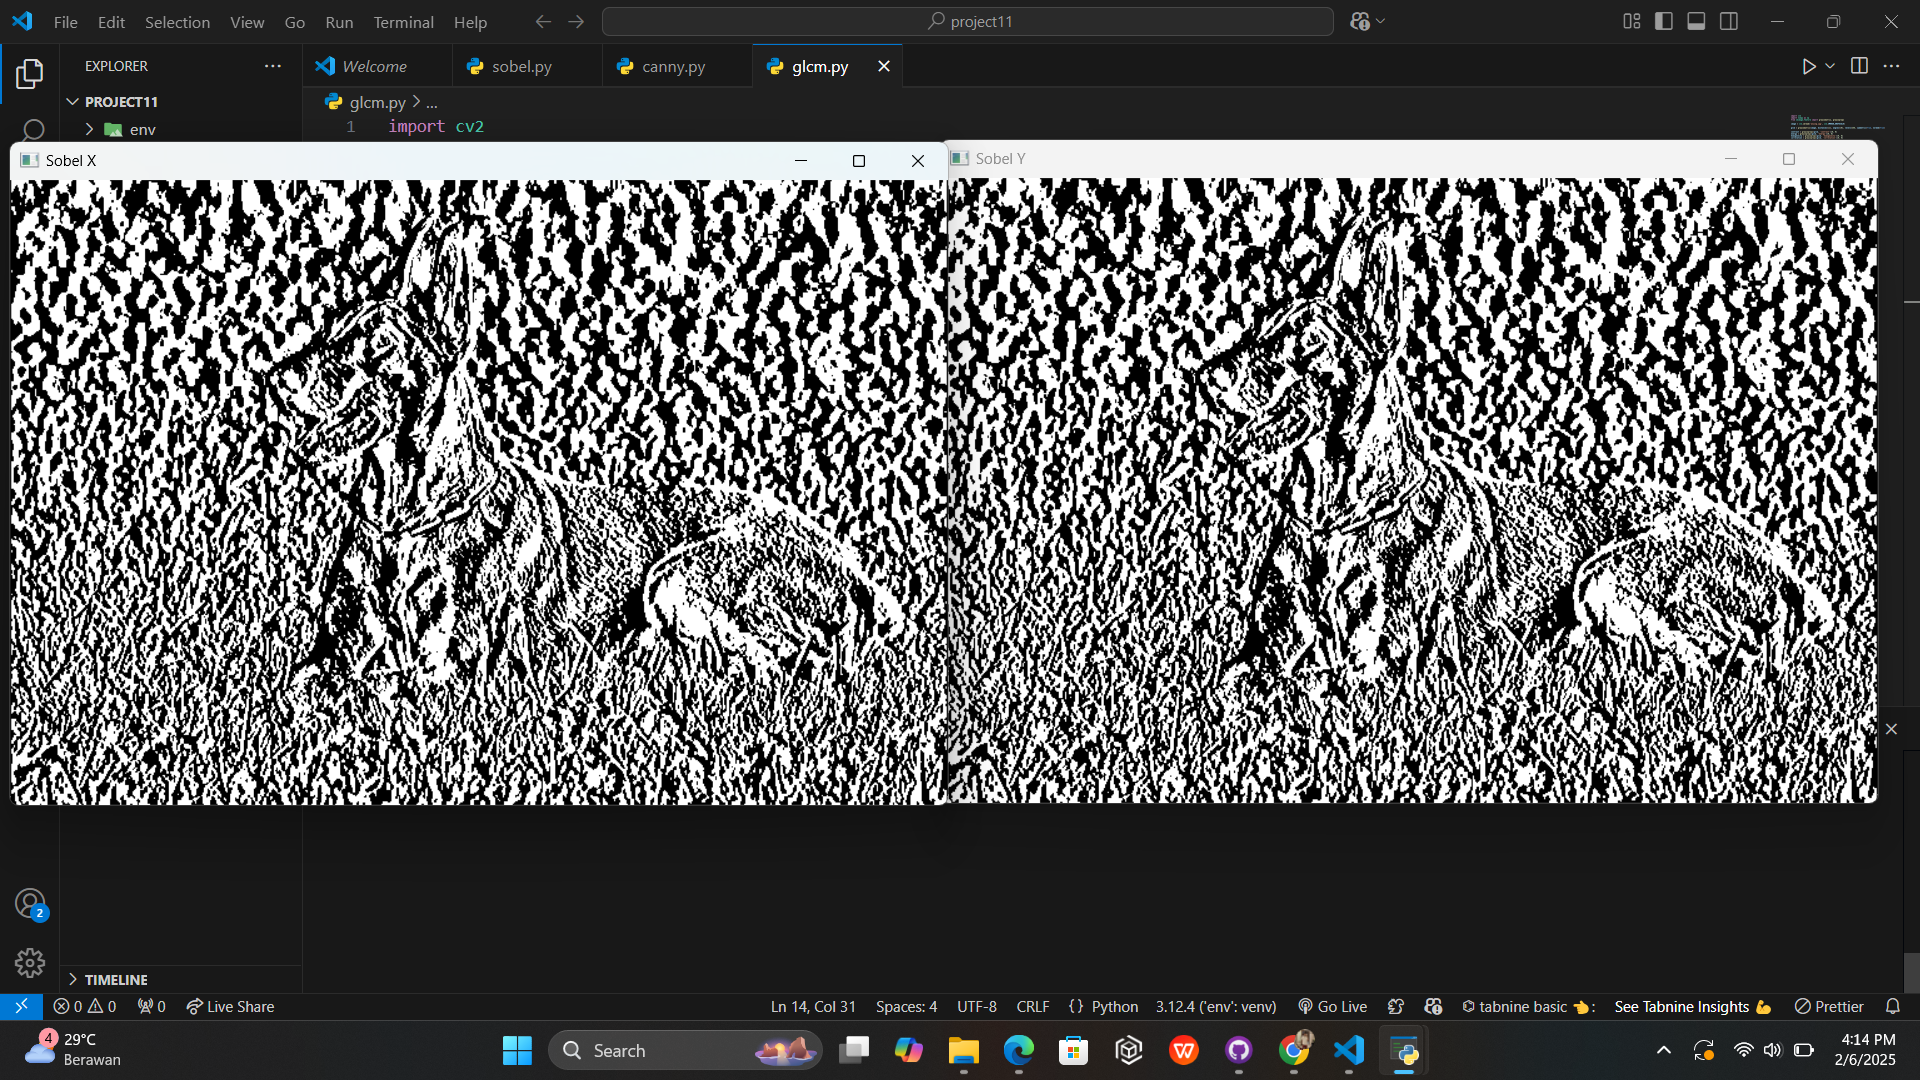 File Edit Selection View Go Run Terminal Help
project11
EXPLORER
Welcome
sobel.py
canny.py
glcm.py
PROJECT11
glcm.py > ...
env
1 import cv2
Sobel X
Sobel Y
2
TIMELINE
0 0 0 Live Share
Ln 14, Col 31 Spaces: 4 UTF-8 CRLF {} Python 3.12.4 ('env': venv) Go Live tabnine basic 👈: See Tabnine Insights 💪 Prettier
4 29°C
Berawan
Search
4:14 PM
2/6/2025